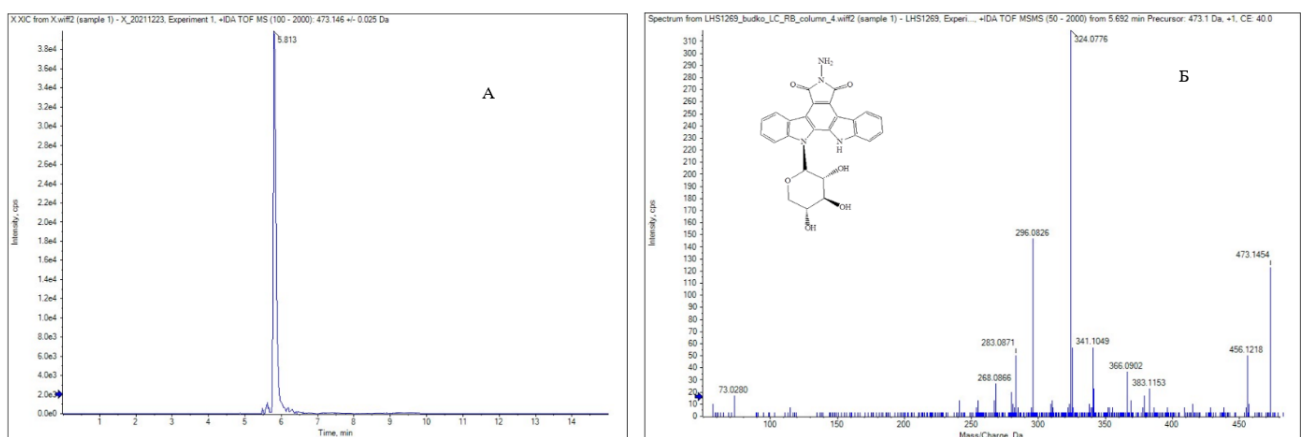 X XIC from X.wiff2 (sample 1) - X_20211223, Experiment 1, +IDA TOF MS (100 - 2000): 473.146 +/- 0.025 Da
5.813
А
3.8e4
3.6e4
3.4e4
3.2e4
3.0e4
2.8e4
2.6e4
2.4e4
2.2e4
2.0e4
1.8e4
1.6e4
1.4e4
1.2e4
1.0e4
8.0e3
6.0e3
4.0e3
2.0e3
0.0e0
Intensity, cps
1 2 3 4 5 6 7 8 9 10 11 12 13 14
Time, min
Spectrum from LHS1269_budko_LC_RB_column_4.wiff2 (sample 1) - LHS1269, Experi..., +IDA TOF MSMS (50 - 2000) from 5.692 min Precursor: 473.1 Da, +1, CE: 40.0
324.0776
Б
NH2
N
O O
N N
H
O OH
OH
OH
296.0826
473.1454
283.0871
341.1049
456.1218
268.0866
366.0902
73.0280
383.1153
310
300
290
280
270
260
250
240
230
220
210
200
190
180
170
160
150
140
130
120
110
100
90
80
70
60
50
40
30
20
10
0
Intensity, cps
100 150 200 250 300 350 400 450
Mass/Charge, Da